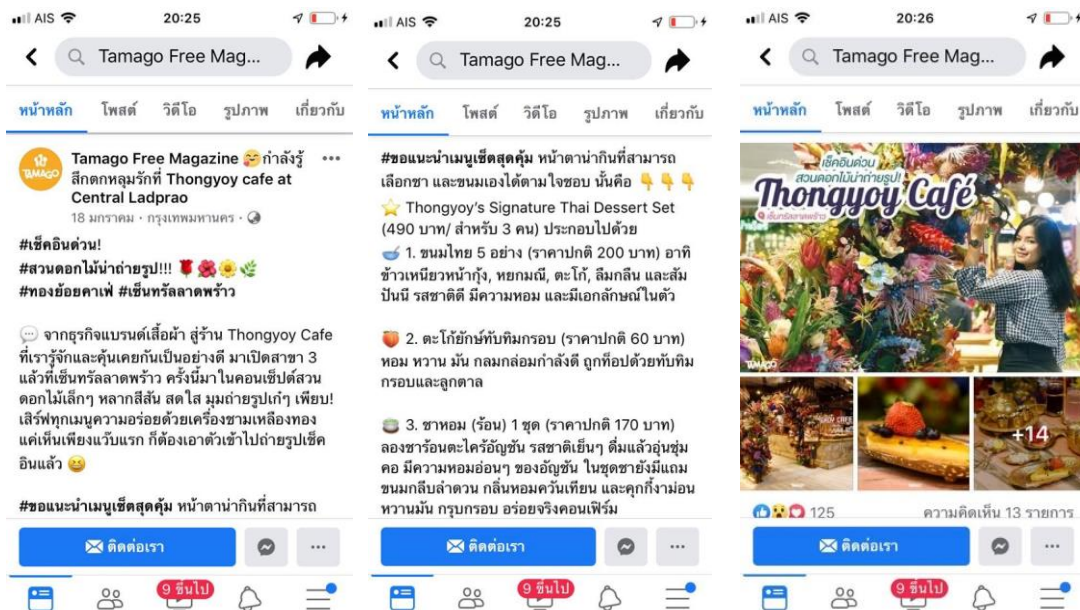 AIS
20:25
Tamago Free Mag...
หน้าหลัก โพสต์ วิดีโอ รูปภาพ เกี่ยวกับ
TAMAGO
Tamago Free Magazine 🥰กำลังรู้
สึกตกหลุมรักที่ Thongyoy cafe at
Central Ladprao
18 มกราคม · กรุงเทพมหานคร ·
#เช็คอินด่วน!
#สวนดอกไม้น่าถ่ายรูป!!! 🌹🌺🌼🌿
#ทองย้อยคาเฟ่ #เซ็นทรัลลาดพร้าว
💬 จากธุรกิจแบรนด์เสื้อผ้า สู่ร้าน Thongyoy Cafe
ที่เรารู้จักและคุ้นเคยกันเป็นอย่างดี มาเปิดสาขา 3
แล้วที่เซ็นทรัลลาดพร้าว ครั้งนี้มาในคอนเซ็ปต์สวน
ดอกไม้เล็กๆ หลากสีสัน สดใส มุมถ่ายรูปเก๋ๆ เพียบ!
เสิร์ฟทุกเมนูความอร่อยด้วยเครื่องชามเหลืองทอง
แค่เห็นเพียงแว๊บแรก ก็ต้องเอาตัวเข้าไปถ่ายรูปเช็ค
อินแล้ว 😆
#ขอแนะนำเมนูเซ็ตสุดคุ้ม หน้าตาน่ากินที่สามารถ
ติดต่อเรา
9 ขึ้นไป
AIS
20:25
Tamago Free Mag...
หน้าหลัก โพสต์ วิดีโอ รูปภาพ เกี่ยวกับ
#ขอแนะนำเมนูเซ็ตสุดคุ้ม หน้าตาน่ากินที่สามารถ
เลือกชา และขนมเองได้ตามใจชอบ นั้นคือ 👇👇👇
⭐ Thongyoy's Signature Thai Dessert Set
(490 บาท/ สำหรับ 3 คน) ประกอบไปด้วย
🥣 1. ขนมไทย 5 อย่าง (ราคาปกติ 200 บาท) อาทิ
ข้าวเหนียวหน้ากุ้ง, หยกมณี, ตะโก้, ลืมกลืน และสัม
ปันนี รสชาติดี มีความหอม และมีเอกลักษณ์ในตัว
🍑 2. ตะโก้ยักษ์ทับทิมกรอบ (ราคาปกติ 60 บาท)
หอม หวาน มัน กลมกล่อมกำลังดี ถูกท็อปด้วยทับทิม
กรอบและลูกตาล
🍵 3. ชาหอม (ร้อน) 1 ชุด (ราคาปกติ 170 บาท)
ลองชาร้อนตะไคร้อัญชัน รสชาติเย็นๆ ดื่มแล้วอุ่นชุ่ม
คอ มีความหอมอ่อนๆ ของอัญชัน ในชุดชายังมีแถม
ขนมกลีบลำดวน กลิ่นหอมควันเทียน และคุกกี้งาม่อน
หวานมัน กรุบกรอบ อร่อยจริงคอนเฟิร์ม
ติดต่อเรา
9 ขึ้นไป
AIS
20:26
Tamago Free Mag...
หน้าหลัก โพสต์ วิดีโอ รูปภาพ เกี่ยวกับ
เช็คอินด่วน
สวนดอกไม้น่าถ่ายรูป!
Thongyoy Café
เซ็นทรัลลาดพร้าว
TAMAGO
+14
125
ความคิดเห็น 13 รายการ
ติดต่อเรา
9 ขึ้นไป